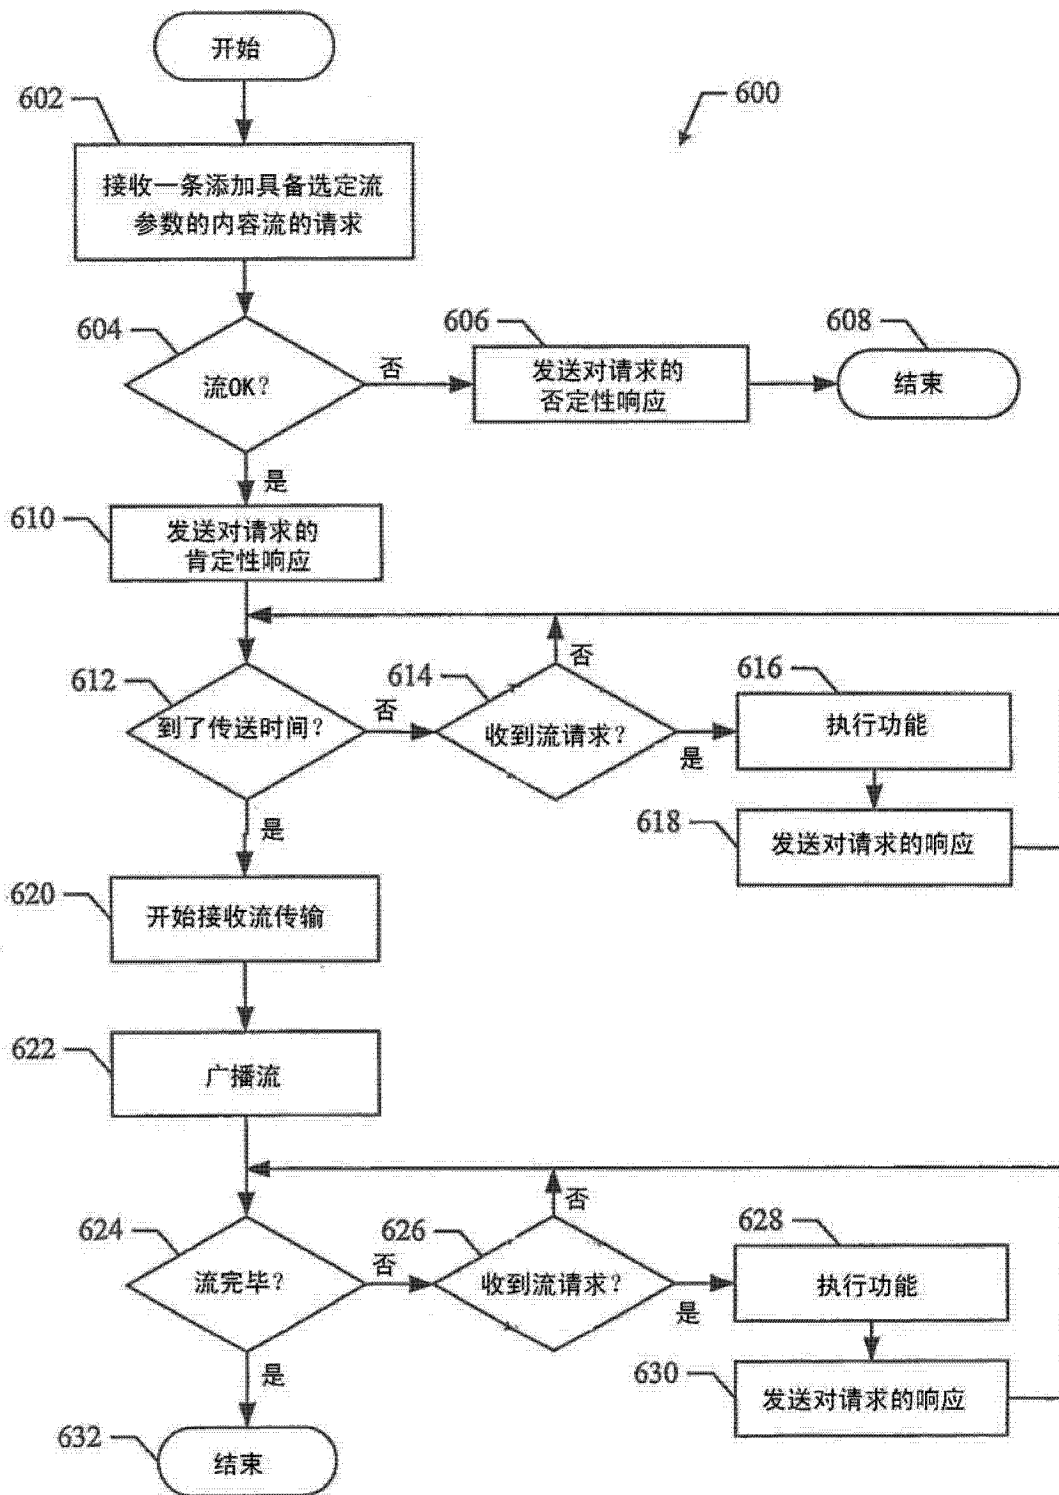 开始
602
600
接收一条添加具备选定流
参数的内容流的请求
604
606
608
流OK?
否
发送对请求的
否定性响应
结束
是
610
发送对请求的
肯定性响应
612
614
否
616
到了传送时间?
否
收到流请求?
是
执行功能
是
618
发送对请求的响应
620
开始接收流传输
622
广播流
624
626
否
628
流完毕?
否
收到流请求?
是
执行功能
是
630
发送对请求的响应
632
结束